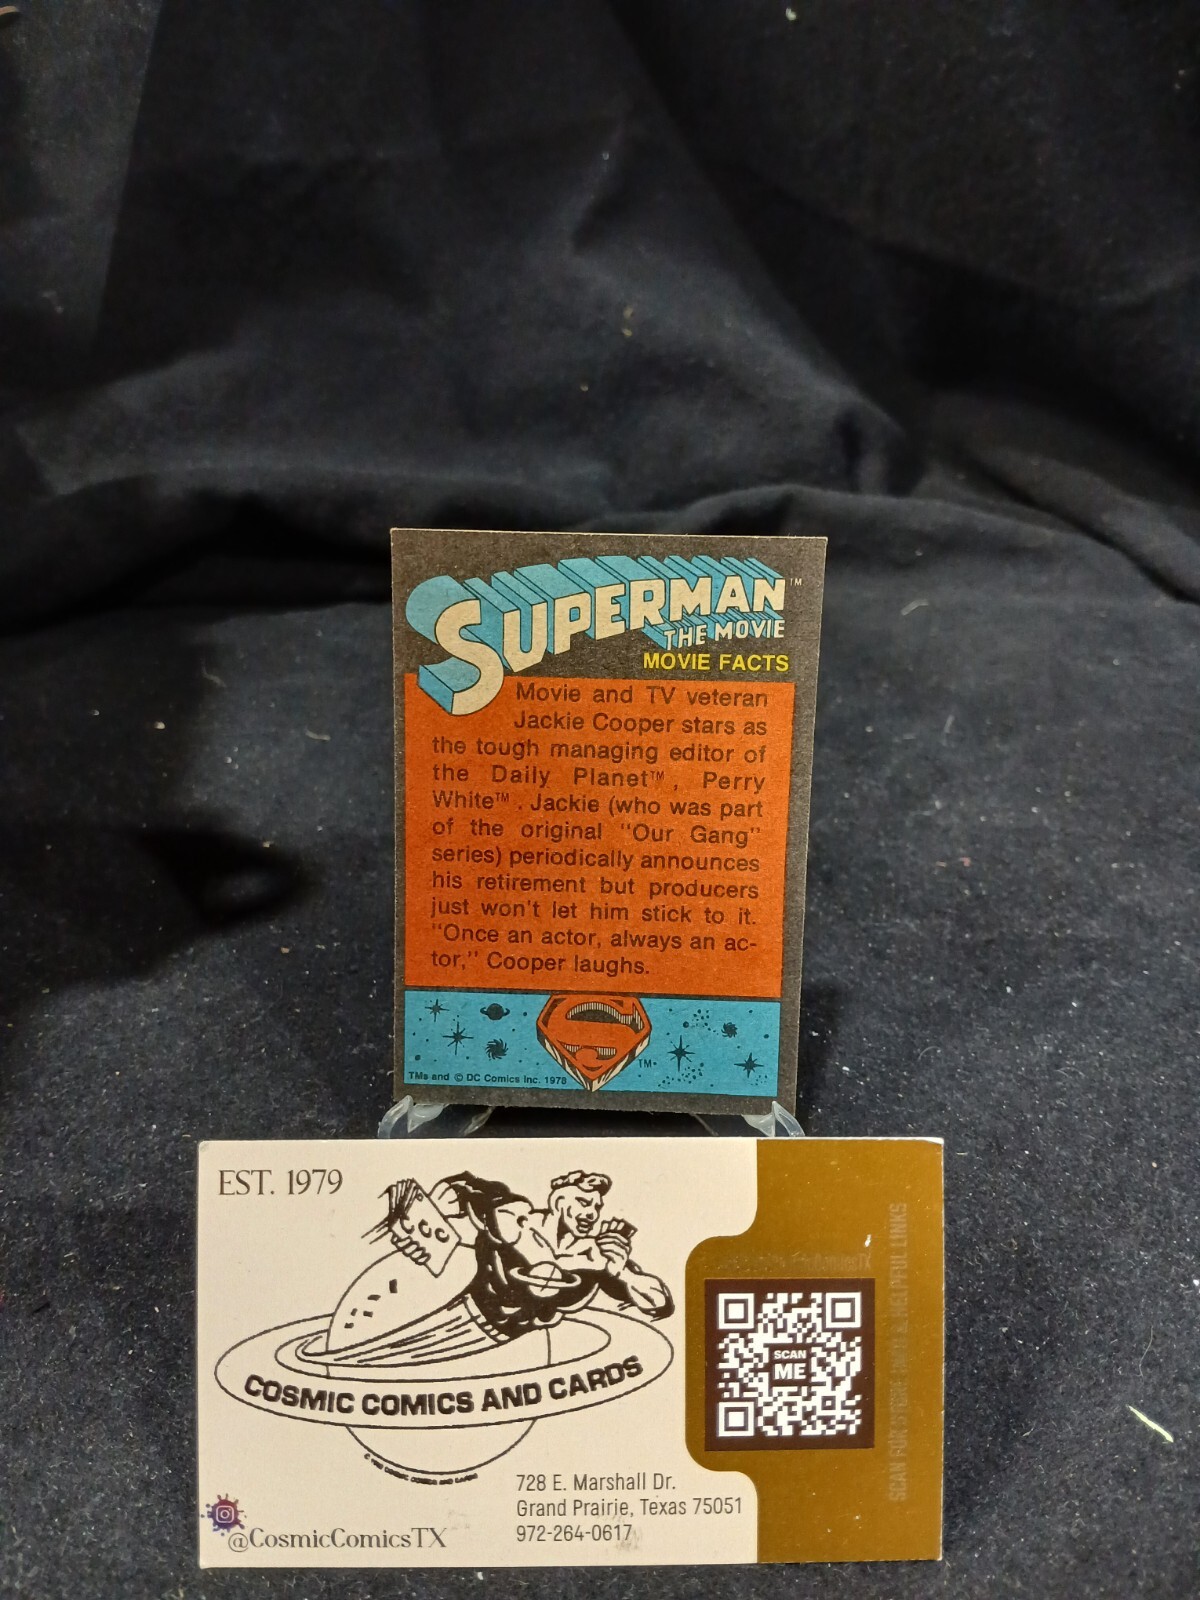 SUPERMAN™
THE MOVIE
MOVIE FACTS
Movie and TV veteran
Jackie Cooper stars as
the tough managing editor of
the Daily Planet™, Perry
White™. Jackie (who was part
of the original "Our Gang"
series) periodically announces
his retirement but producers
just won't let him stick to it.
"Once an actor, always an ac-
tor," Cooper laughs.
TM
TMs and © DC Comics Inc. 1978
EST. 1979
CCC
COSMIC COMICS AND CARDS
SCAN
ME
728 E. Marshall Dr.
Grand Prairie, Texas 75051
972-264-0617
@CosmicComicsTX